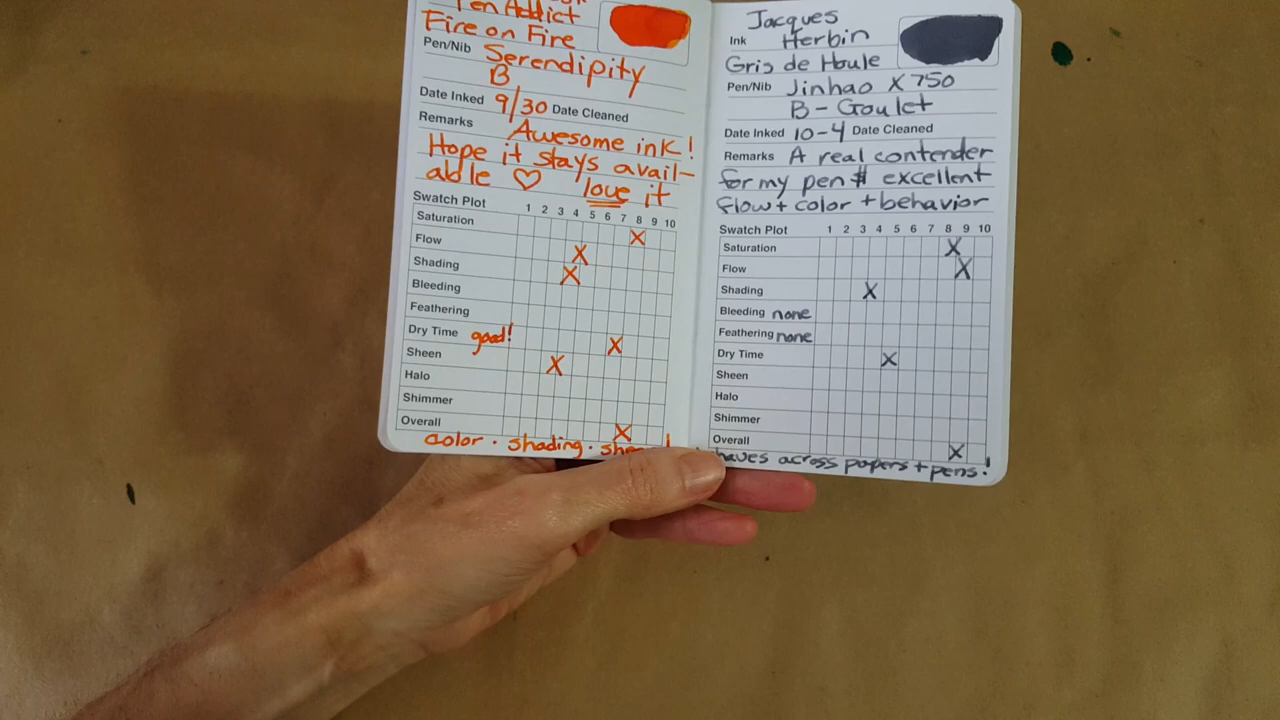 Pen Addict
Fire on Fire
Pen/Nib Serendipity
B
Date Inked 9/30 Date Cleaned
Remarks Awesome ink!
Hope it stays avail-
able ♡ love it
Swatch Plot 1 2 3 4 5 6 7 8 9 10
Saturation X
Flow X
Shading X
Bleeding
Feathering
Dry Time good! X
Sheen X
Halo
Shimmer
Overall X
color · shading ·
Jacques
Ink Herbin
Gris de Houle
Pen/Nib Jinhao X750
B - Goulet
Date Inked 10-4 Date Cleaned
Remarks A real contender
for my pen # excellent
flow + color + behavior
Swatch Plot 1 2 3 4 5 6 7 8 9 10
Saturation X
Flow X
Shading X
Bleeding none
Feathering none
Dry Time X
Sheen
Halo
Shimmer
Overall X
haves across papers + pens!